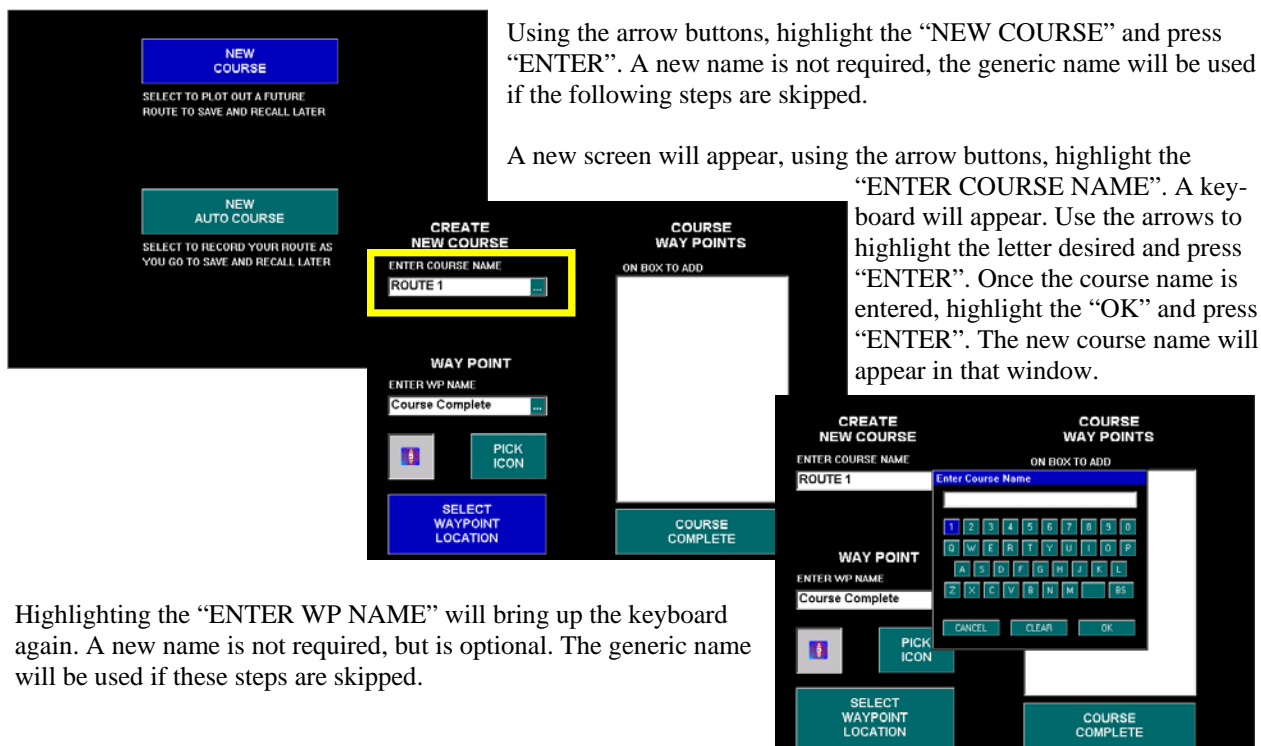 NEW
COURSE
SELECT TO PLOT OUT A FUTURE
ROUTE TO SAVE AND RECALL LATER
NEW
AUTO COURSE
SELECT TO RECORD YOUR ROUTE AS
YOU GO TO SAVE AND RECALL LATER
Using the arrow buttons, highlight the “NEW COURSE” and press
“ENTER”. A new name is not required, the generic name will be used
if the following steps are skipped.
A new screen will appear, using the arrow buttons, highlight the
“ENTER COURSE NAME”. A key-
board will appear. Use the arrows to
highlight the letter desired and press
“ENTER”. Once the course name is
entered, highlight the “OK” and press
“ENTER”. The new course name will
appear in that window.
CREATE
NEW COURSE
ENTER COURSE NAME
ROUTE 1 ...
WAY POINT
ENTER WP NAME
Course Complete ...
PICK
ICON
SELECT
WAYPOINT
LOCATION
COURSE
WAY POINTS
ON BOX TO ADD
COURSE
COMPLETE
CREATE
NEW COURSE
ENTER COURSE NAME
ROUTE 1
WAY POINT
ENTER WP NAME
Course Complete
PICK
ICON
SELECT
WAYPOINT
LOCATION
COURSE
WAY POINTS
ON BOX TO ADD
Enter Course Name
1 2 3 4 5 6 7 8 9 0
Q W E R T Y U I O P
A S D F G H J K L
Z X C V B N M BS
CANCEL CLEAR OK
COURSE
COMPLETE
Highlighting the “ENTER WP NAME” will bring up the keyboard
again. A new name is not required, but is optional. The generic name
will be used if these steps are skipped.